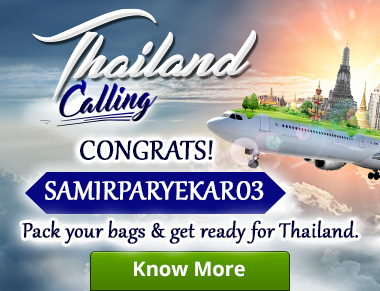 Thailand
Calling
CONGRATS!
SAMIRPARYEKAR03
Pack your bags & get ready for Thailand.
Know More